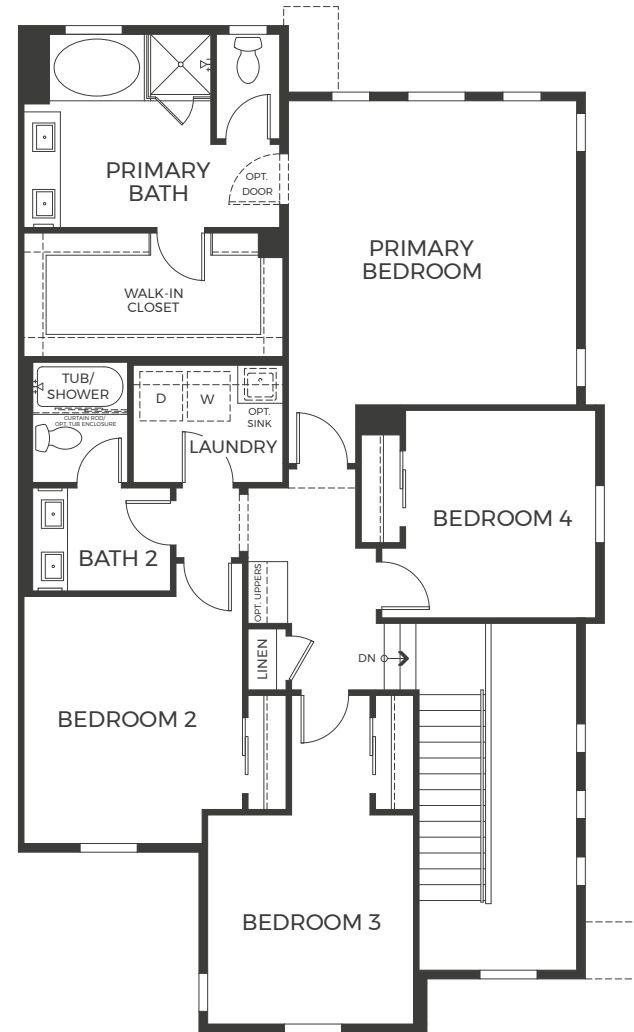 PRIMARY
BATH
OPT.
DOOR
PRIMARY
BEDROOM
WALK-IN
CLOSET
TUB/
SHOWER
CURTAIN ROD/
OPT. TUB ENCLOSURE
D
W
OPT.
SINK
LAUNDRY
BEDROOM 4
BATH 2
OPT. UPPERS
LINEN
DN
BEDROOM 2
BEDROOM 3